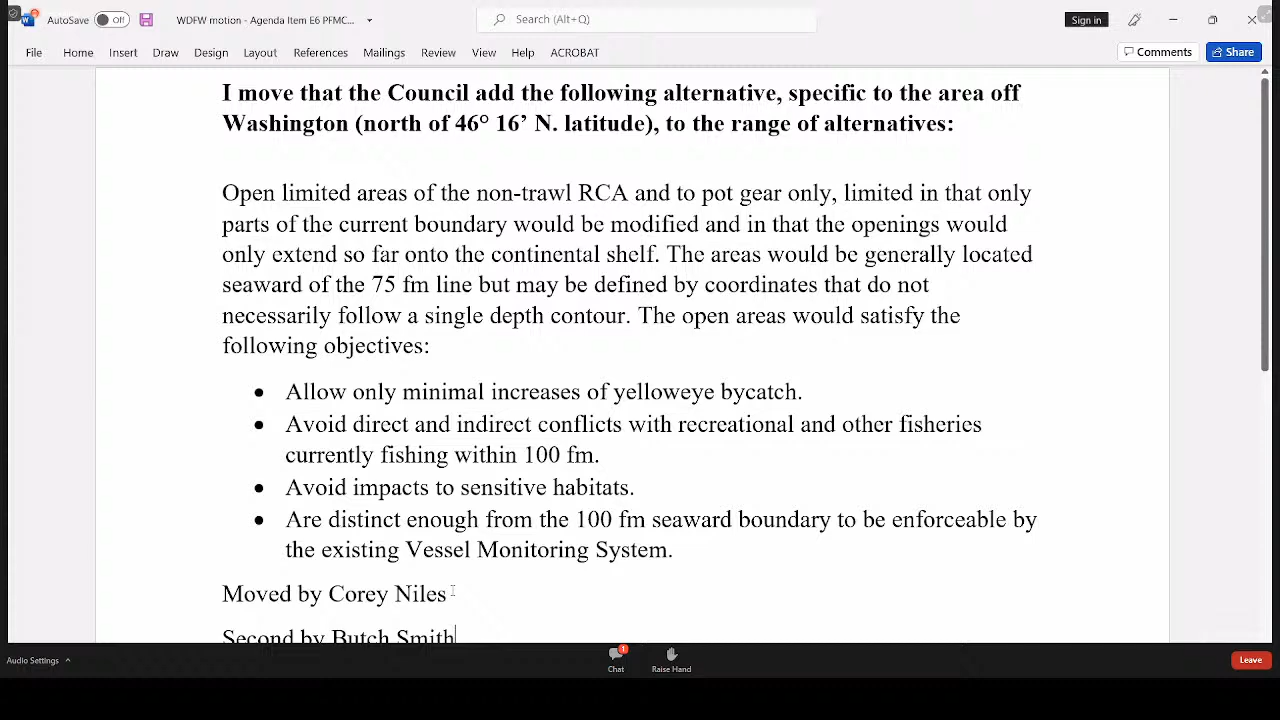 AutoSave Off WDFW motion - Agenda Item E6 PFMC... Search (Alt+Q) Sign in
File Home Insert Draw Design Layout References Mailings Review View Help ACROBAT Comments Share
I move that the Council add the following alternative, specific to the area off
Washington (north of 46° 16’ N. latitude), to the range of alternatives:
Open limited areas of the non-trawl RCA and to pot gear only, limited in that only
parts of the current boundary would be modified and in that the openings would
only extend so far onto the continental shelf. The areas would be generally located
seaward of the 75 fm line but may be defined by coordinates that do not
necessarily follow a single depth contour. The open areas would satisfy the
following objectives:
• Allow only minimal increases of yelloweye bycatch.
• Avoid direct and indirect conflicts with recreational and other fisheries
currently fishing within 100 fm.
• Avoid impacts to sensitive habitats.
• Are distinct enough from the 100 fm seaward boundary to be enforceable by
the existing Vessel Monitoring System.
Moved by Corey Niles
Second by Butch Smith
Audio Settings Chat 1 Raise Hand Leave